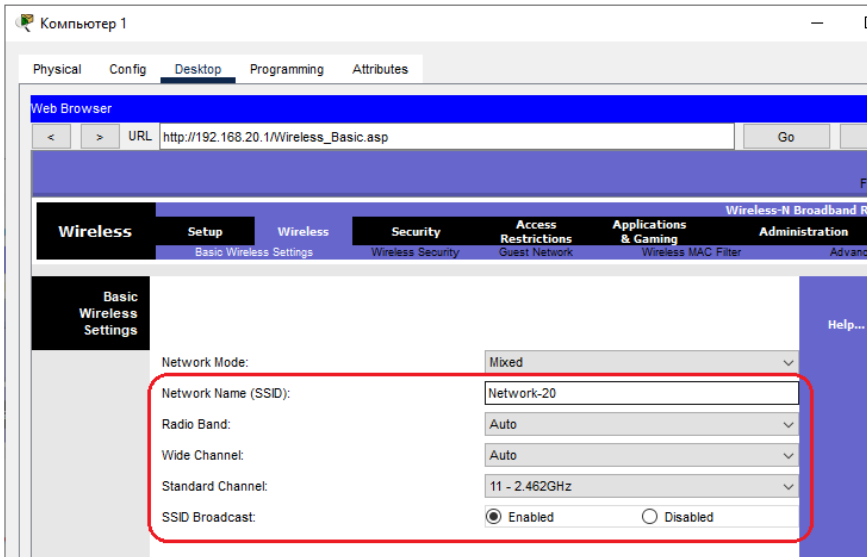 Компьютер 1
Physical Config Desktop Programming Attributes
Web Browser
< > URL http://192.168.20.1/Wireless_Basic.asp Go
Wireless-N Broadband R
Wireless Setup Wireless Security Access Restrictions Applications & Gaming Administration
Basic Wireless Settings Wireless Security Guest Network Wireless MAC Filter Advanc
Basic
Wireless
Settings
Help...
Network Mode: Mixed
Network Name (SSID): Network-20
Radio Band: Auto
Wide Channel: Auto
Standard Channel: 11 - 2.462GHz
SSID Broadcast: Enabled Disabled